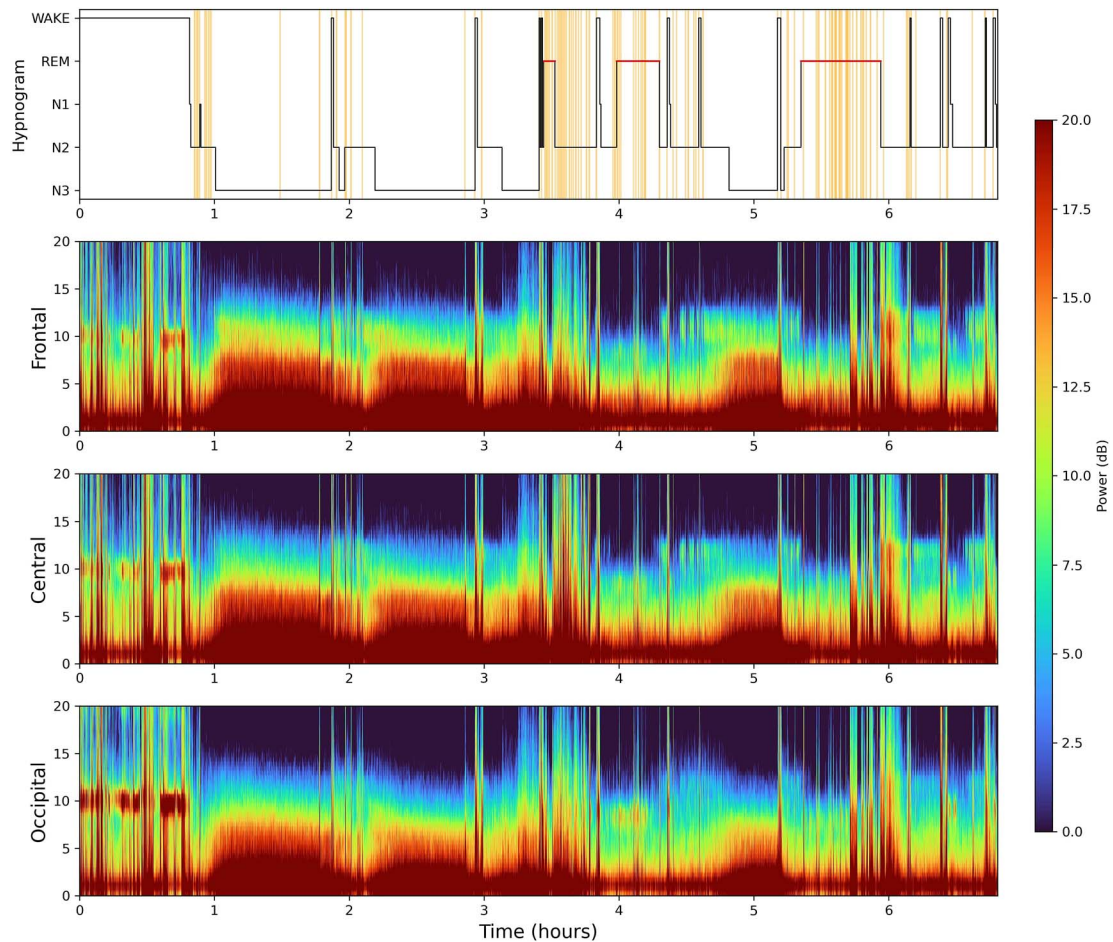 Hypnogram
WAKE
REM
N1
N2
N3
0 1 2 3 4 5 6
Frontal
20
15
10
5
0
0 1 2 3 4 5 6
Central
20
15
10
5
0
0 1 2 3 4 5 6
Occipital
20
15
10
5
0
0 1 2 3 4 5 6
Time (hours)
20.0
17.5
15.0
12.5
10.0
7.5
5.0
2.5
0.0
Power (dB)